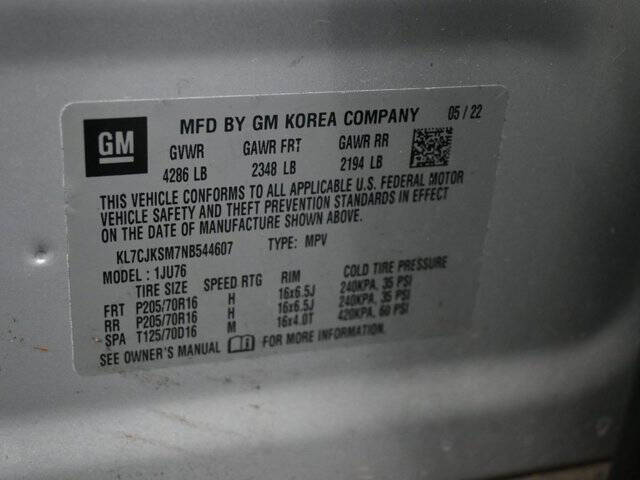 GM
MFD BY GM KOREA COMPANY 05 / 22
GVWR GAWR FRT GAWR RR
4286 LB 2348 LB 2194 LB
THIS VEHICLE CONFORMS TO ALL APPLICABLE U.S. FEDERAL MOTOR
VEHICLE SAFETY AND THEFT PREVENTION STANDARDS IN EFFECT
ON THE DATE OF MANUFACTURE SHOWN ABOVE.
KL7CJKSM7NB544607 TYPE: MPV
MODEL : 1JU76
TIRE SIZE SPEED RTG RIM COLD TIRE PRESSURE
FRT P205/70R16 H 16x6.5J 240KPA, 35 PSI
RR P205/70R16 H 16x6.5J 240KPA, 35 PSI
SPA T125/70D16 M 16x4.0T 420KPA, 60 PSI
SEE OWNER'S MANUAL FOR MORE INFORMATION.